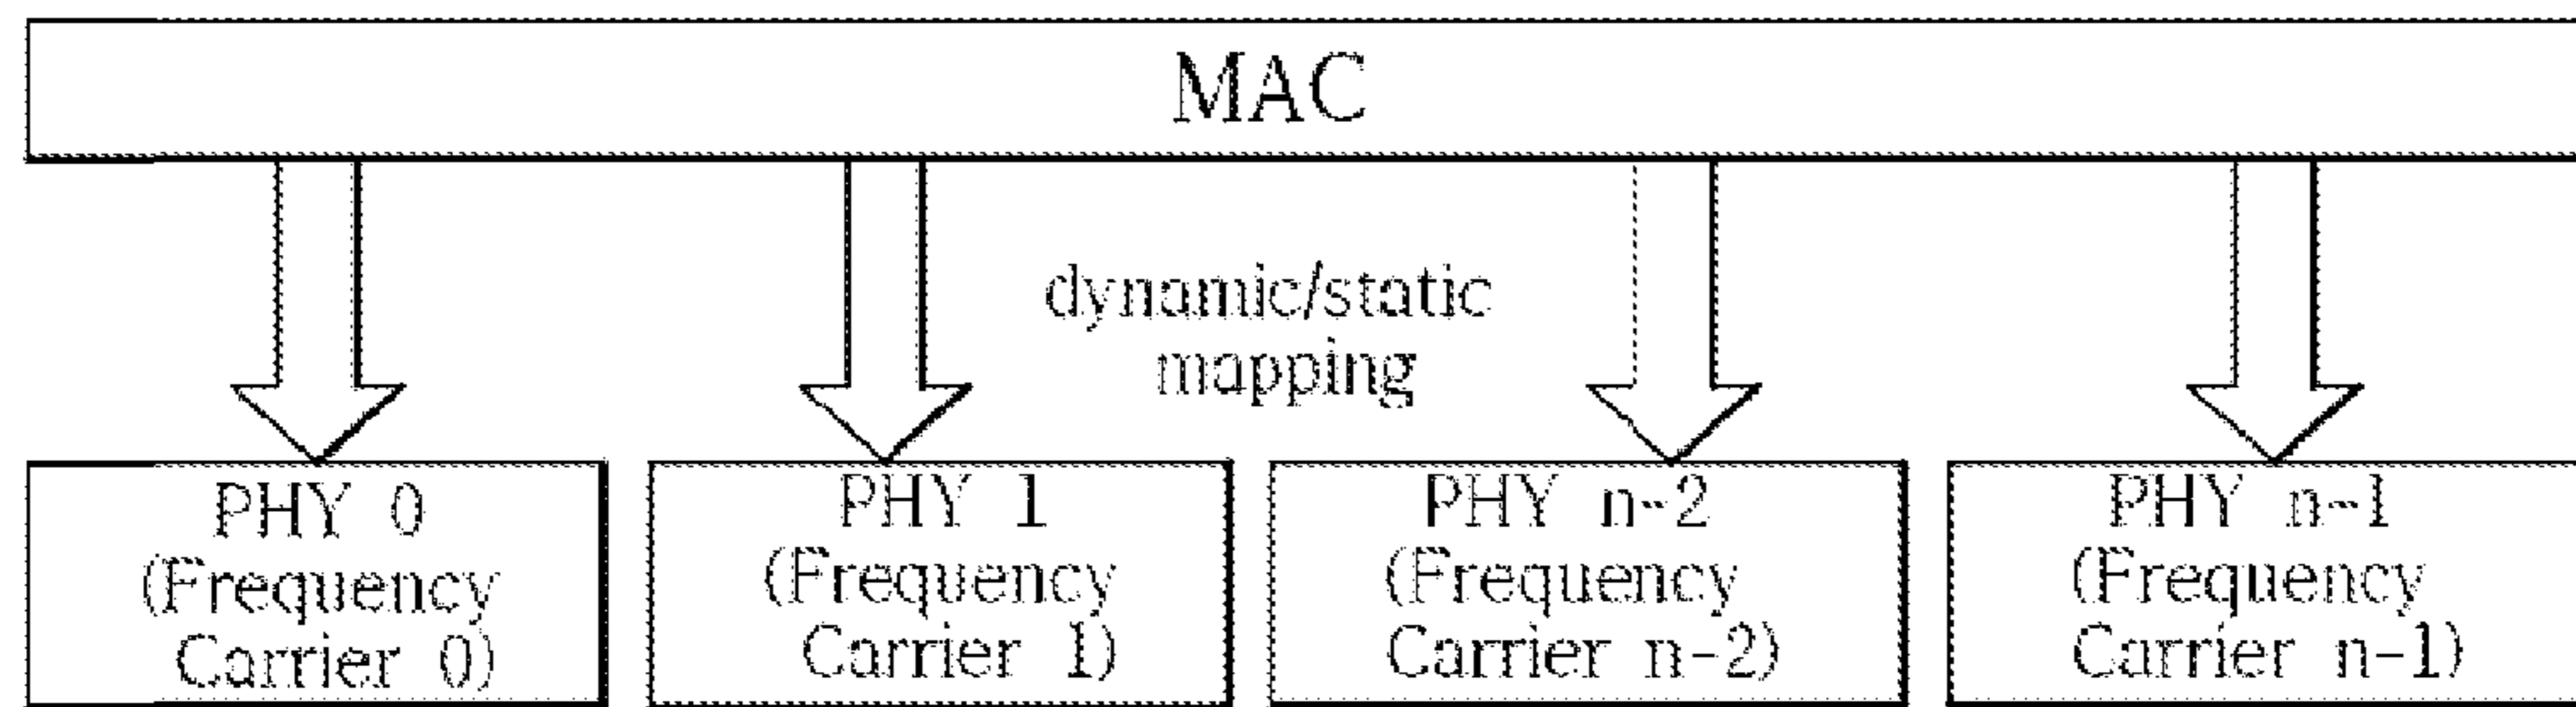 MAC
dynamic/static
mapping
PHY 0
(Frequency
Carrier 0)
PHY 1
(Frequency
Carrier 1)
PHY n-2
(Frequency
Carrier n-2)
PHY n-1
(Frequency
Carrier n-1)